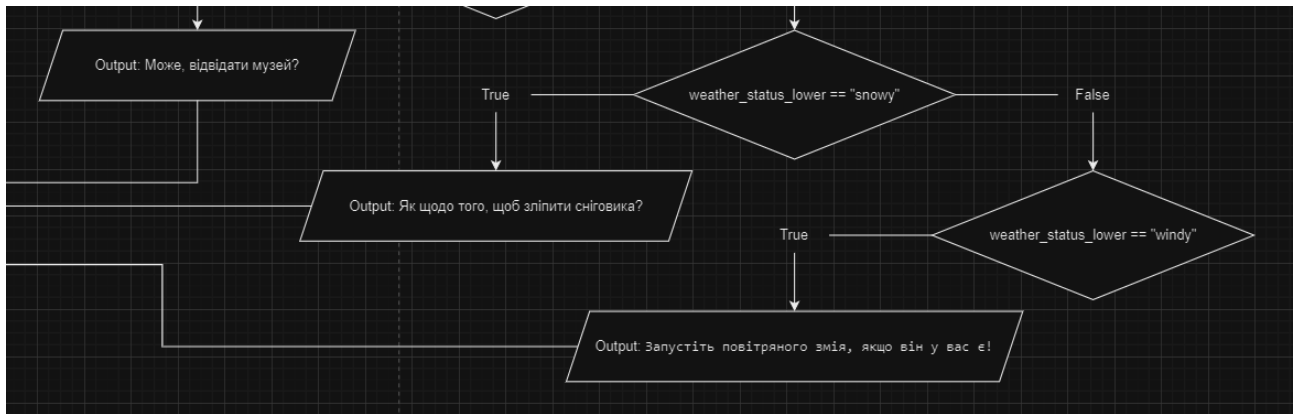 Output: Може, відвідати музей?
weather_status_lower == "snowy"
True
False
Output: Як щодо того, щоб зліпити сніговика?
weather_status_lower == "windy"
True
Output: Запустіть повітряного змія, якщо він у вас є!